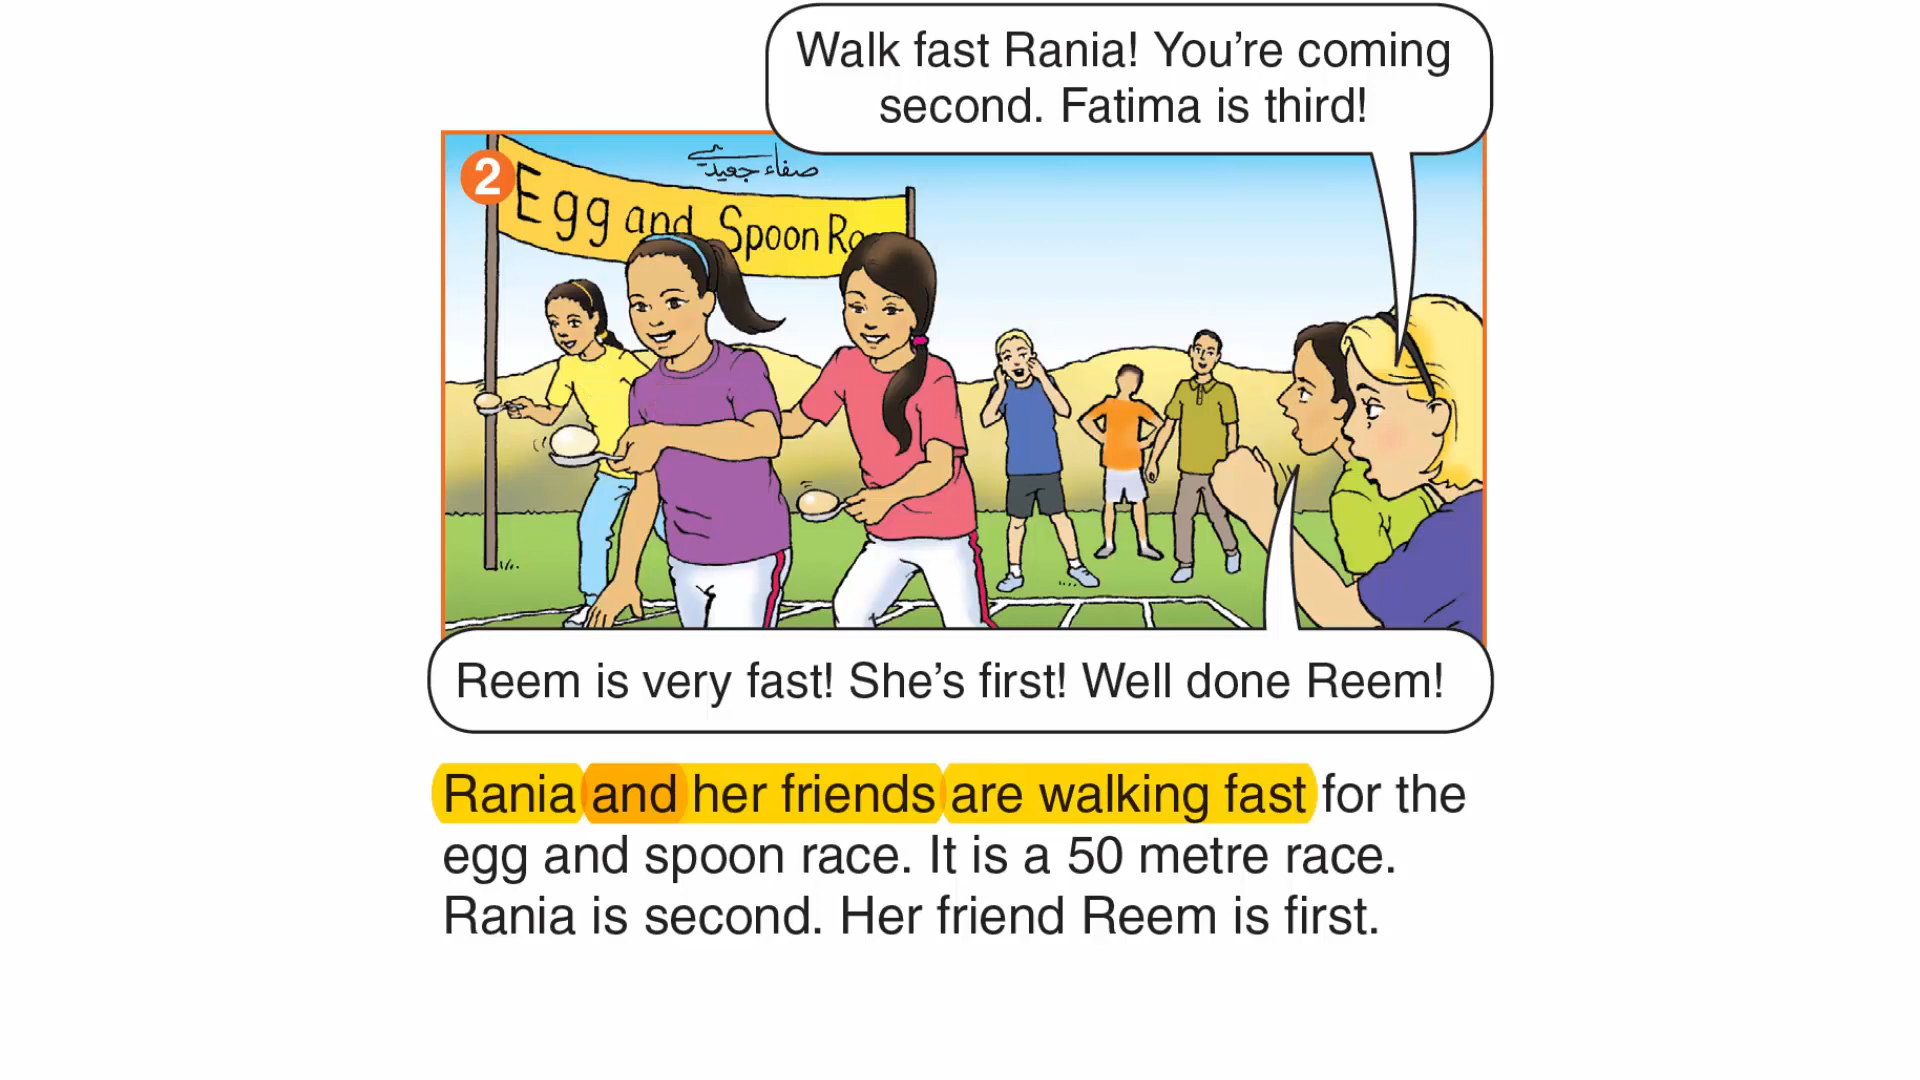 Walk fast Rania! You’re coming
second. Fatima is third!
2
صفاء جعيدي
Egg and Spoon Ra
Reem is very fast! She’s first! Well done Reem!
Rania and her friends are walking fast for the
egg and spoon race. It is a 50 metre race.
Rania is second. Her friend Reem is first.